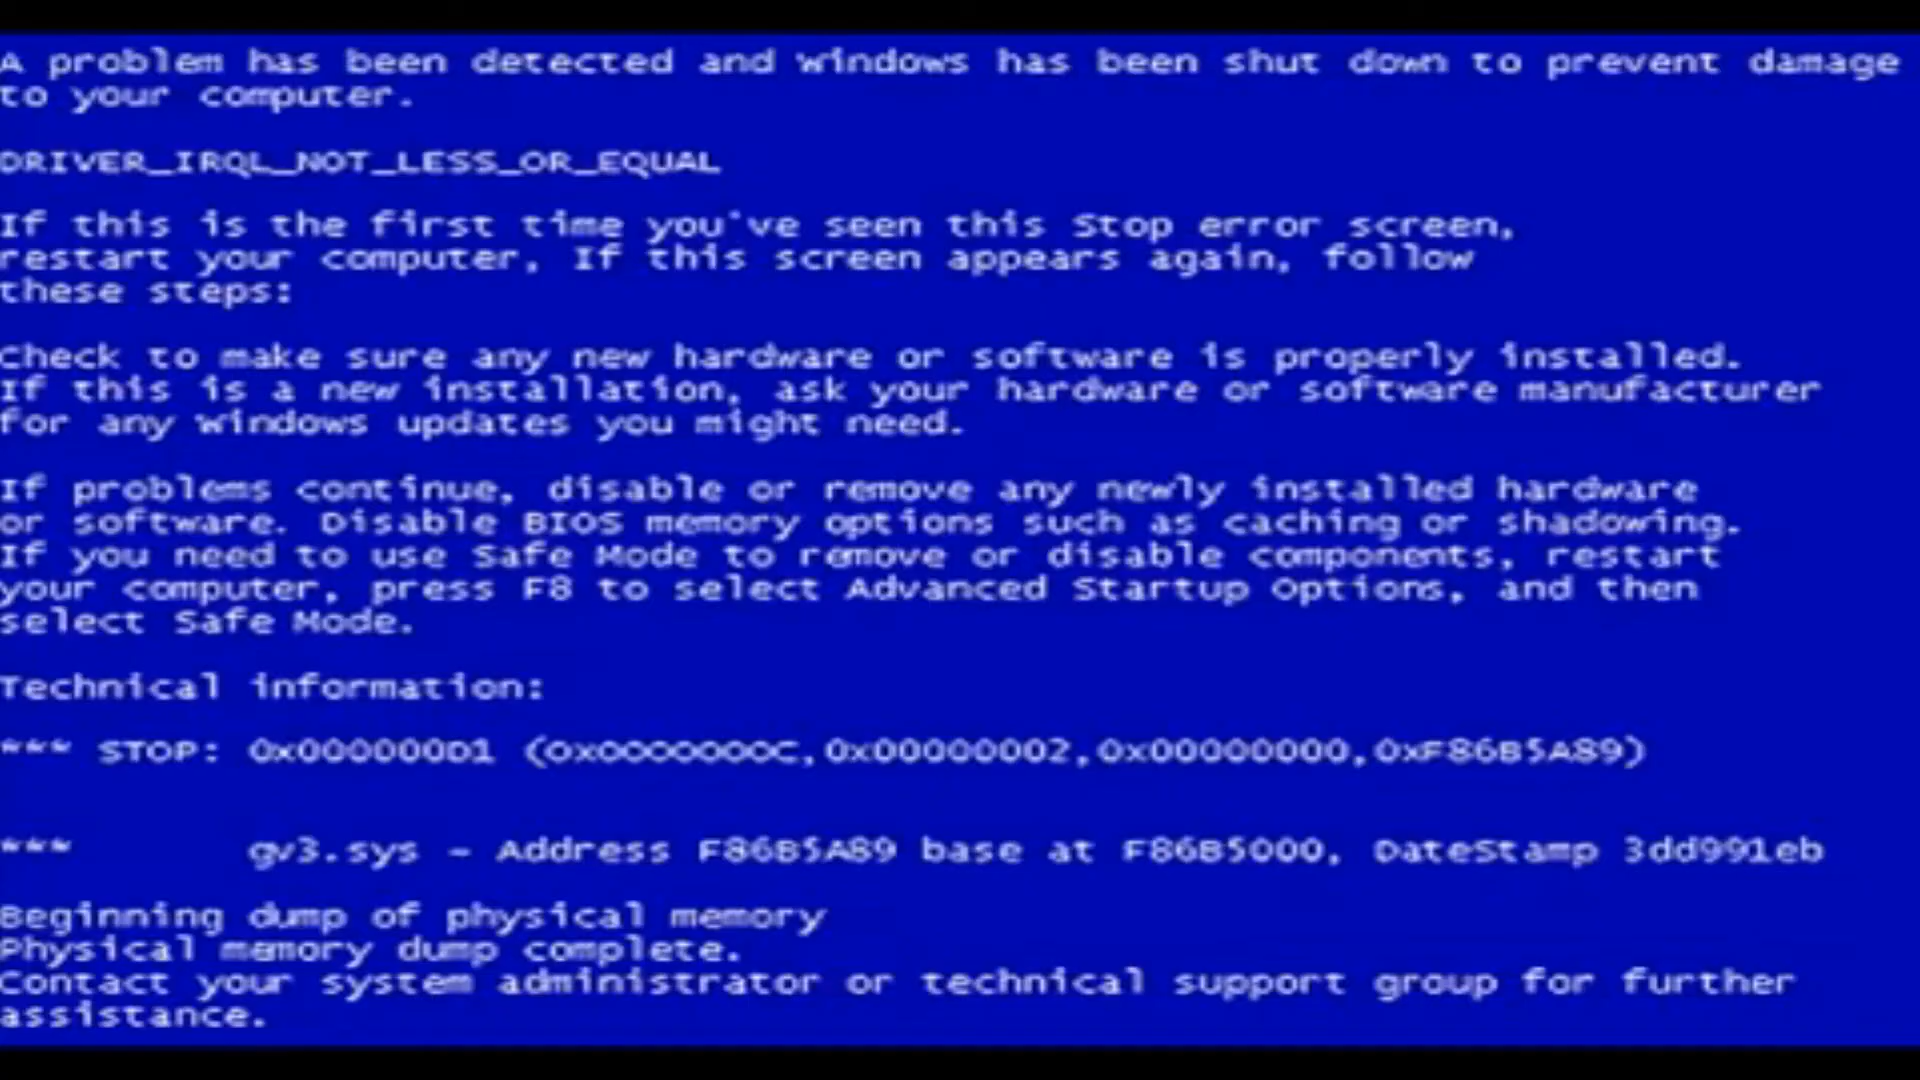 A problem has been detected and windows has been shut down to prevent damage
to your computer.
DRIVER_IRQL_NOT_LESS_OR_EQUAL
If this is the first time you've seen this Stop error screen,
restart your computer, If this screen appears again, follow
these steps:
Check to make sure any new hardware or software is properly installed.
If this is a new installation, ask your hardware or software manufacturer
for any windows updates you might need.
If problems continue, disable or remove any newly installed hardware
or software. Disable BIOS memory options such as caching or shadowing.
If you need to use Safe Mode to remove or disable components, restart
your computer, press F8 to select Advanced Startup Options, and then
select Safe Mode.
Technical information:
*** STOP: 0x000000D1 (0x0000000C,0x00000002,0x00000000,0xF86B5A89)
*** gv3.sys - Address F86B5A89 base at F86B5000, DateStamp 3dd991eb
Beginning dump of physical memory
Physical memory dump complete.
Contact your system administrator or technical support group for further
assistance.